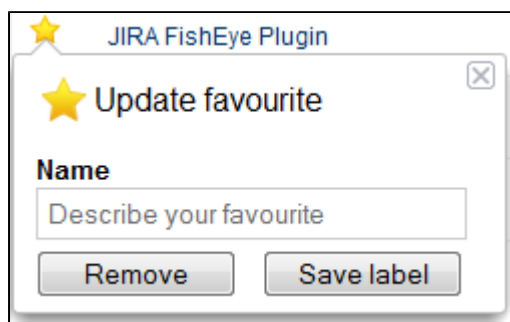 JIRA FishEye Plugin
Update favourite
Name
Describe your favourite
Remove Save label